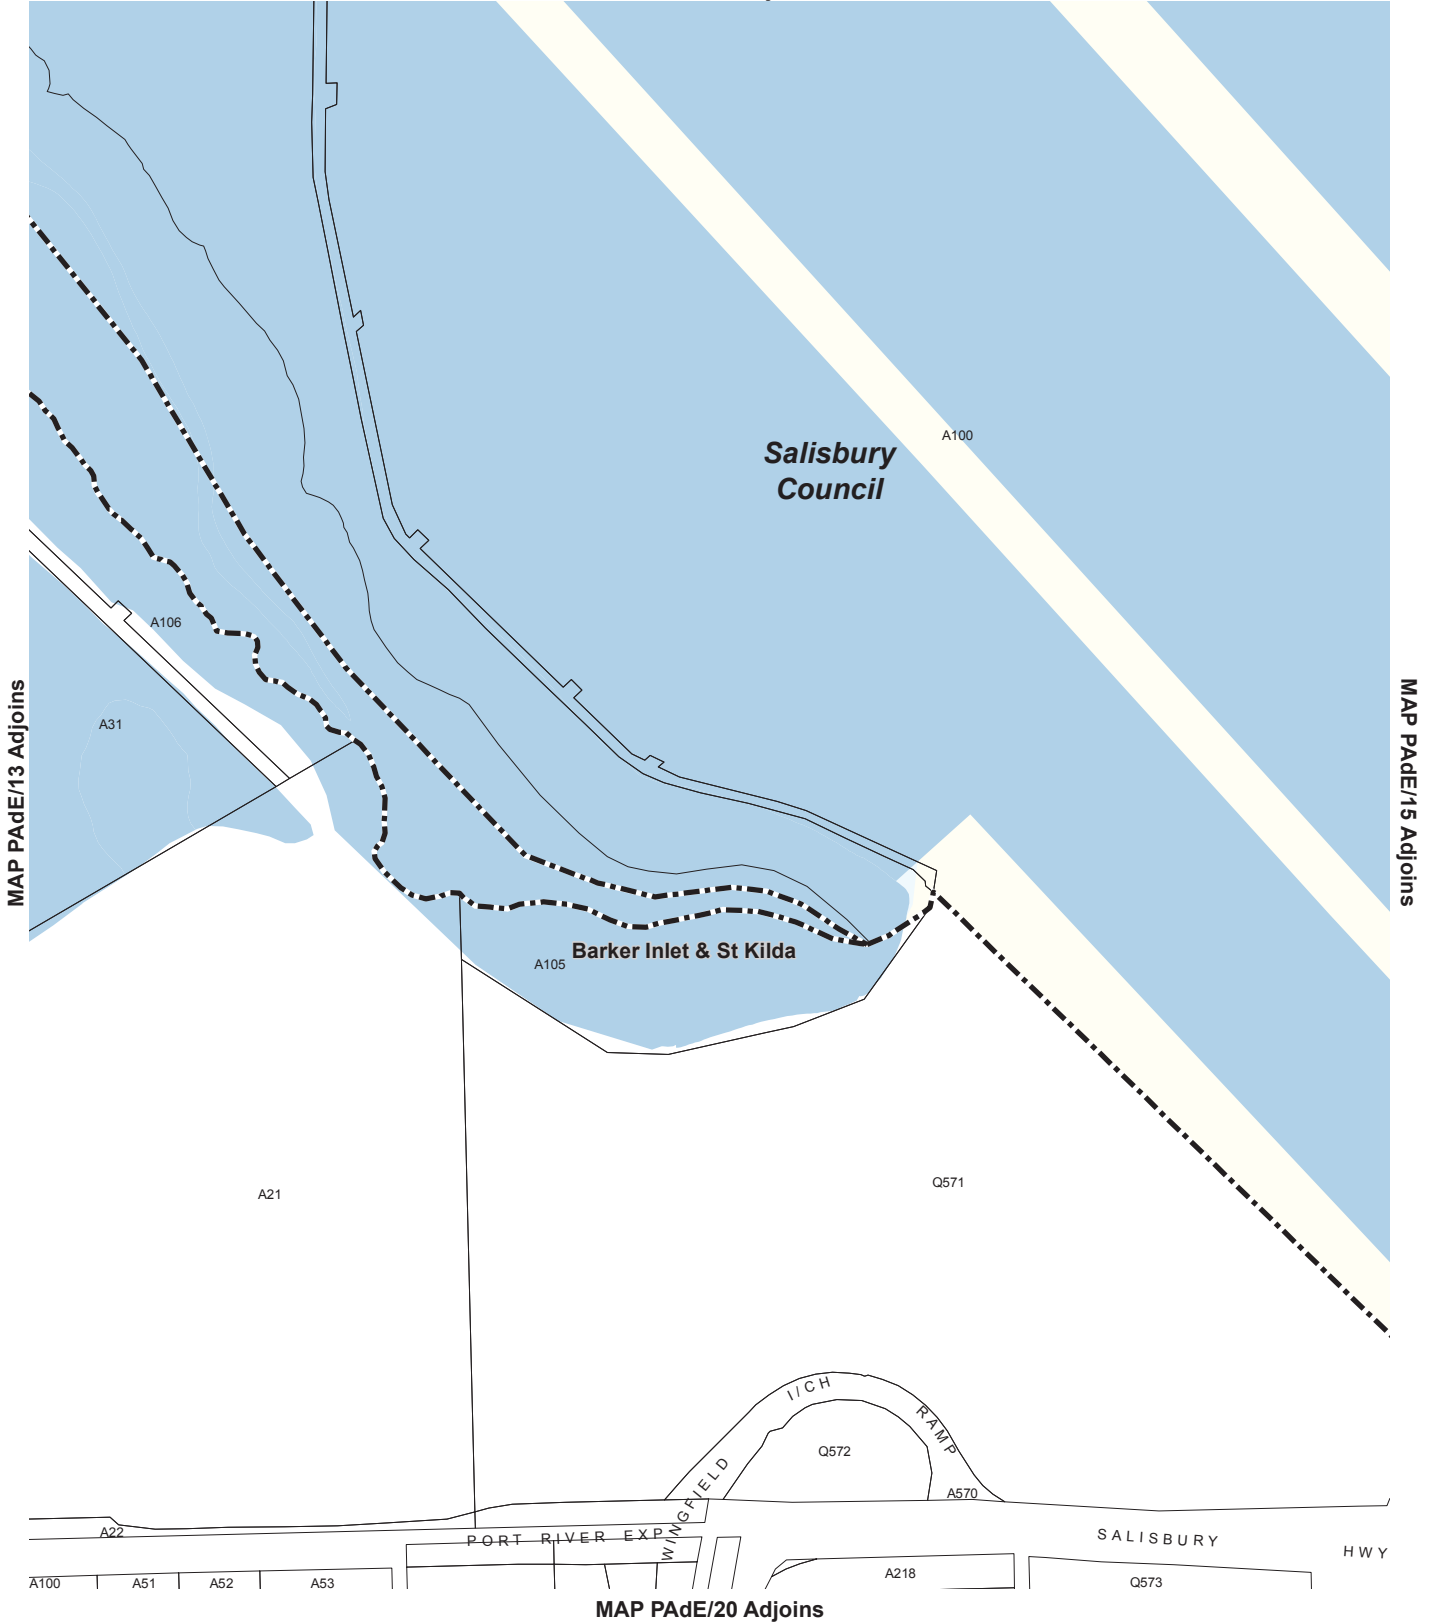 Salisbury
Council
A100
A106
A31
MAP PAdE/13 Adjoins
MAP PAdE/15 Adjoins
Barker Inlet & St Kilda
A105
A21
Q571
I/CH
RAMP
Q572
WINGFIELD
A570
A22
PORT RIVER EXP
SALISBURY
HWY
A100
A51
A52
A53
A218
Q573
MAP PAdE/20 Adjoins